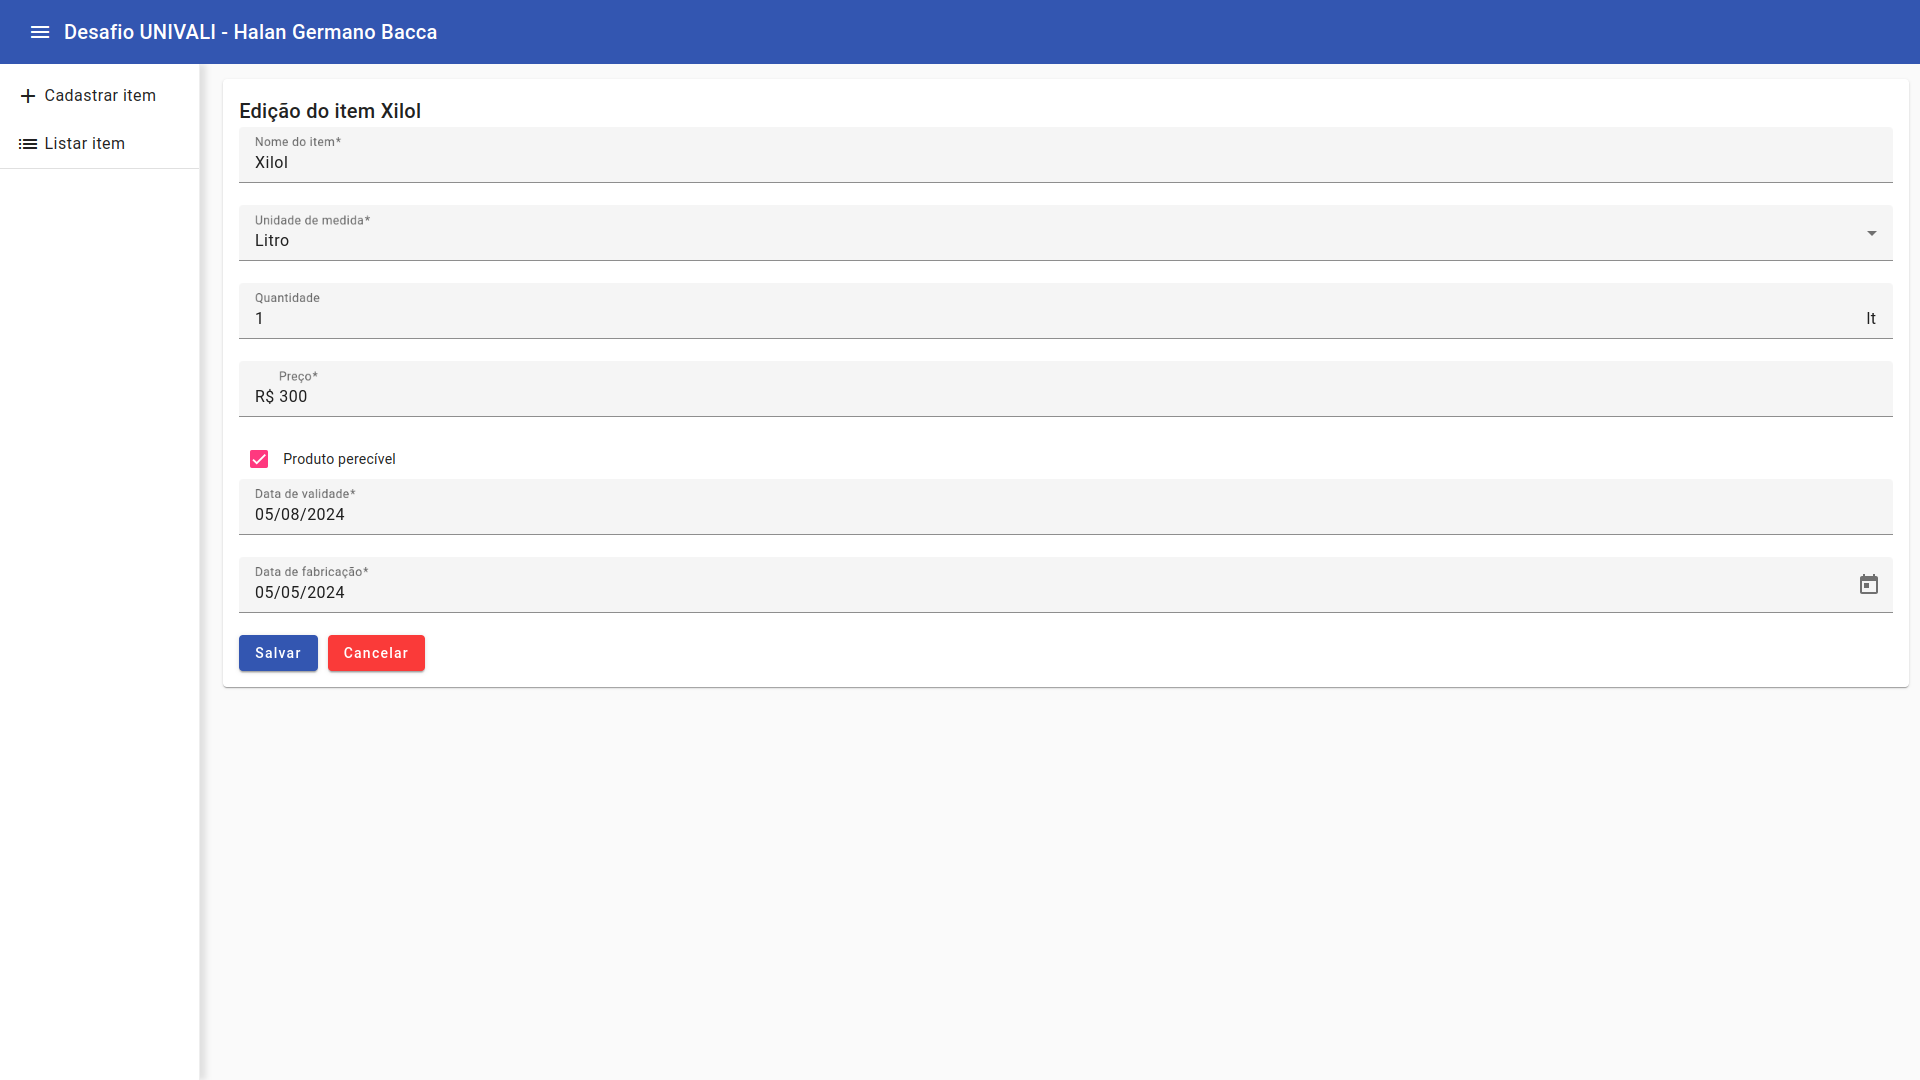 Desafio UNIVALI - Halan Germano Bacca
Cadastrar item
Listar item
Edição do item Xilol
Nome do item*
Xilol
Unidade de medida*
Litro
Quantidade
1 lt
Preço*
R$ 300
Produto perecível
Data de validade*
05/08/2024
Data de fabricação*
05/05/2024
Salvar Cancelar